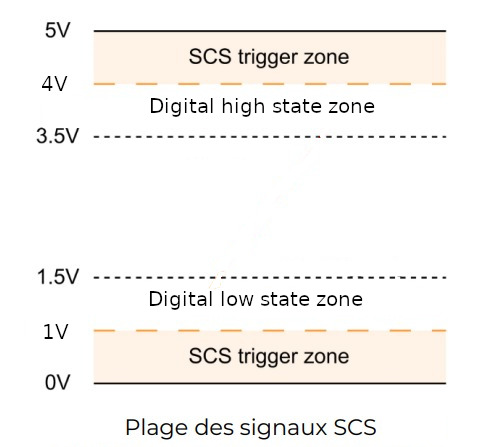 5V
SCS trigger zone
4V
Digital high state zone
3.5V
1.5V
Digital low state zone
1V
SCS trigger zone
0V
Plage des signaux SCS